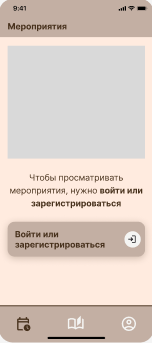 9:41
Мероприятия
Чтобы просматривать
мероприятия, нужно войти или
зарегистрироваться
Войти или
зарегистрироваться